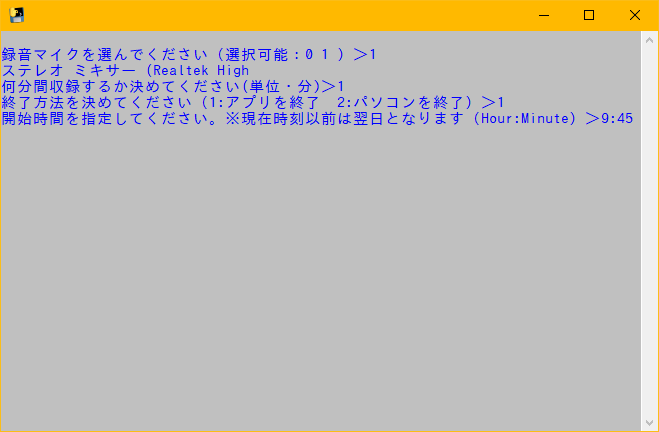 録音マイクを選んでください（選択可能：0 1 ）＞1
ステレオ ミキサー (Realtek High
何分間収録するか決めてください(単位・分)＞1
終了方法を決めてください（1:アプリを終了　2:パソコンを終了）＞1
開始時間を指定してください。※現在時刻以前は翌日となります（Hour:Minute）＞9:45